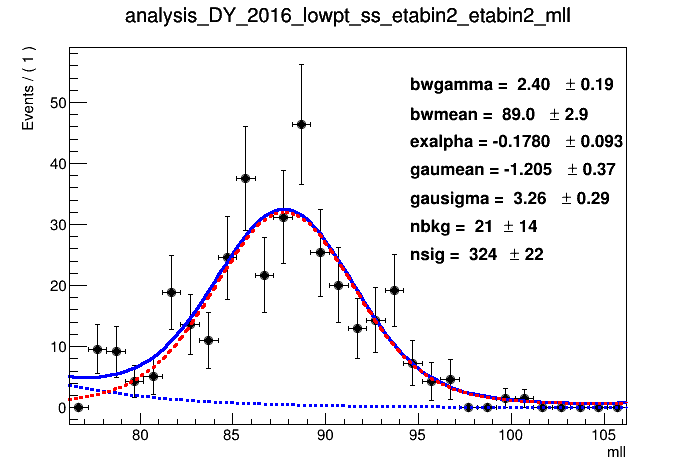 analysis_DY_2016_lowpt_ss_etabin2_etabin2_mll
Events / ( 1 )
bwgamma = 2.40 ± 0.19
bwmean = 89.0 ± 2.9
exalpha = -0.1780 ± 0.093
gaumean = -1.205 ± 0.37
gausigma = 3.26 ± 0.29
nbkg = 21 ± 14
nsig = 324 ± 22
50
40
30
20
10
0
80 85 90 95 100 105
mll